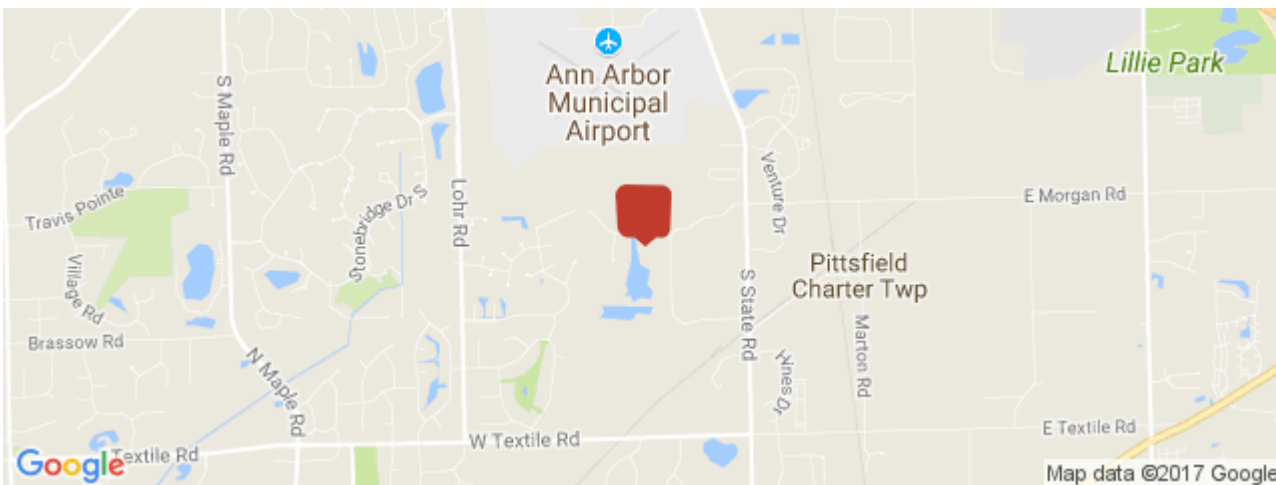 Lillie Park
Ann Arbor
Municipal
Airport
S Maple Rd
Venture Dr
Lohr Rd
Stonebridge Dr S
Travis Pointe
E Morgan Rd
Village Rd
Pittsfield
Charter Twp
S State Rd
Brassow Rd
Marton Rd
N Maple Rd
Hines Dr
E Textile Rd
W Textile Rd
Textile Rd
Google
Map data ©2017 Google